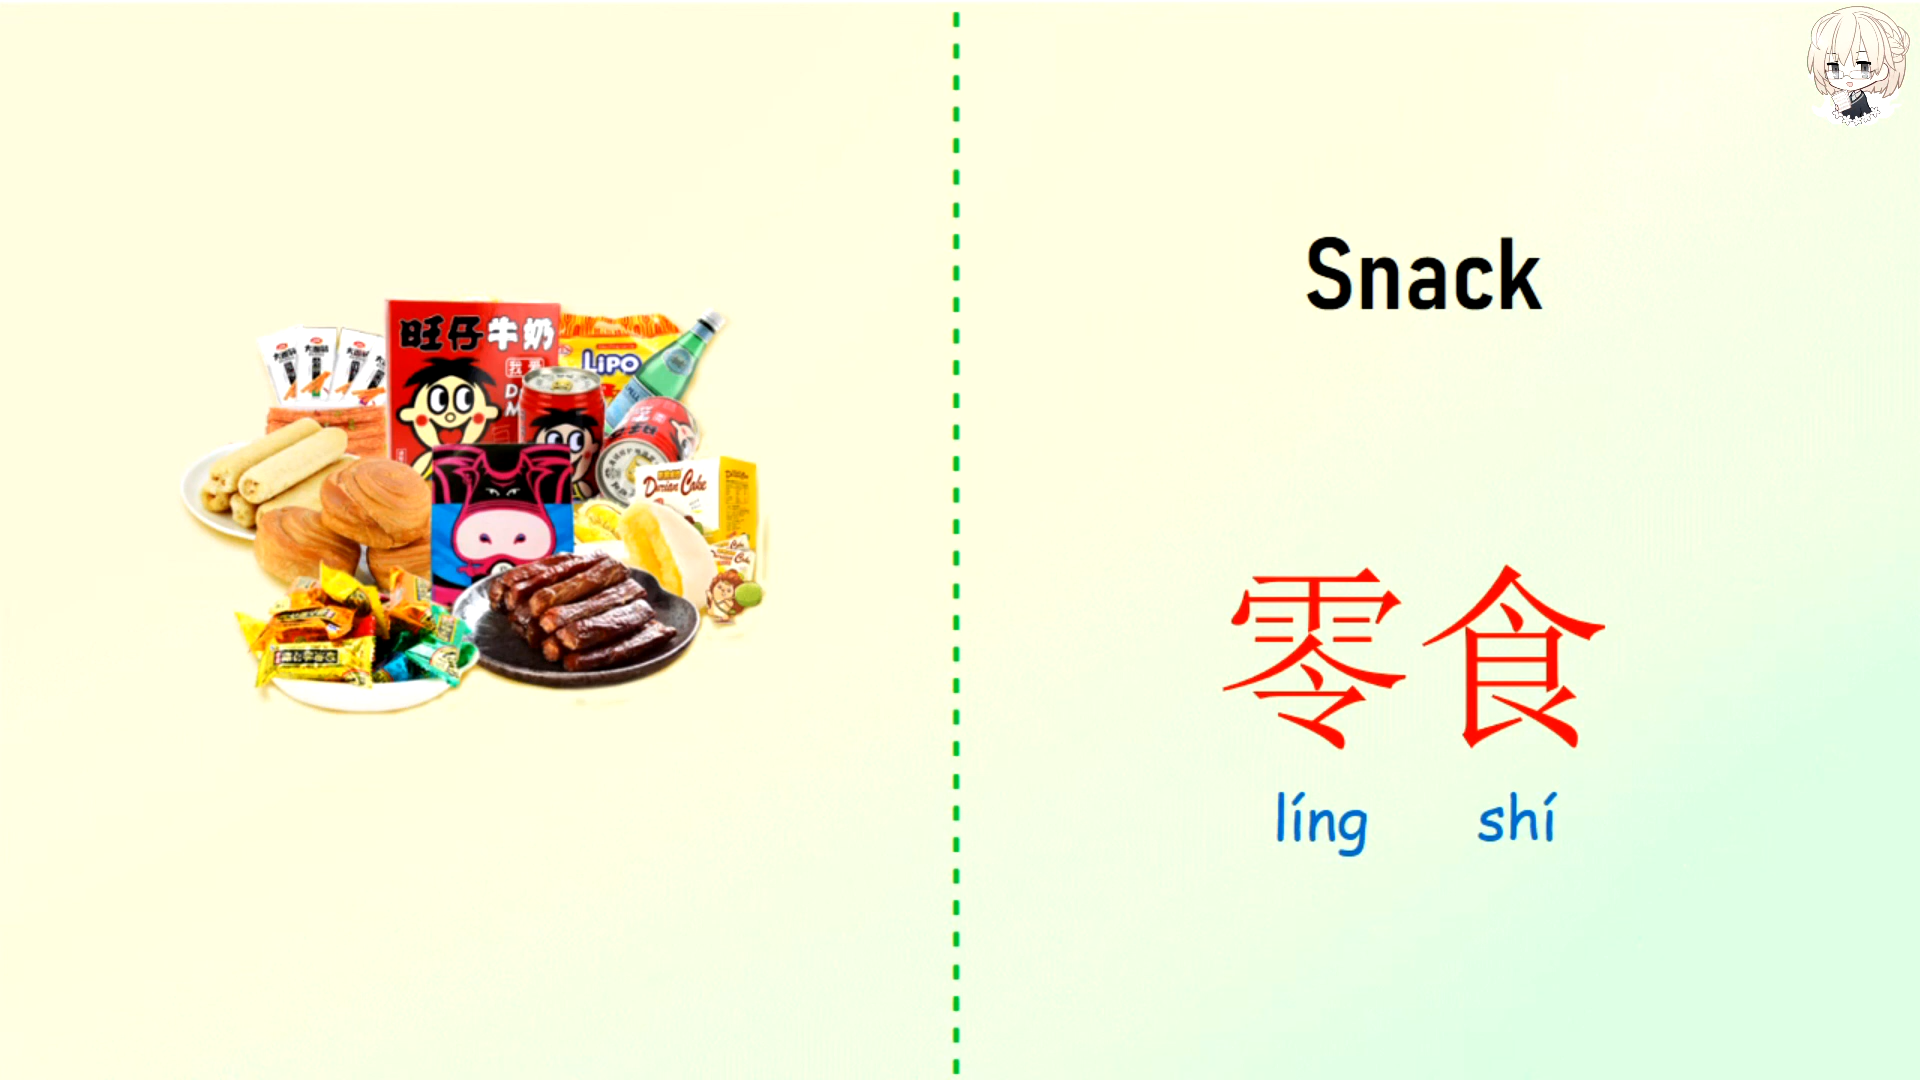 旺仔牛奶
LiPO
Durian Cake
Snack
零食
líng shí